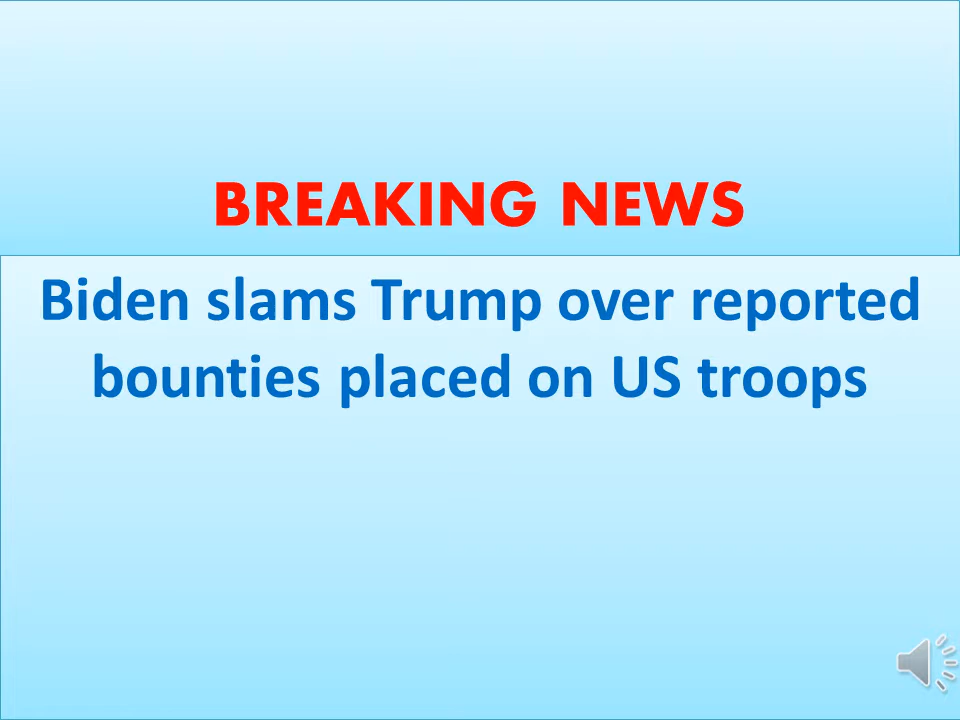 BREAKING NEWS
Biden slams Trump over reported
bounties placed on US troops